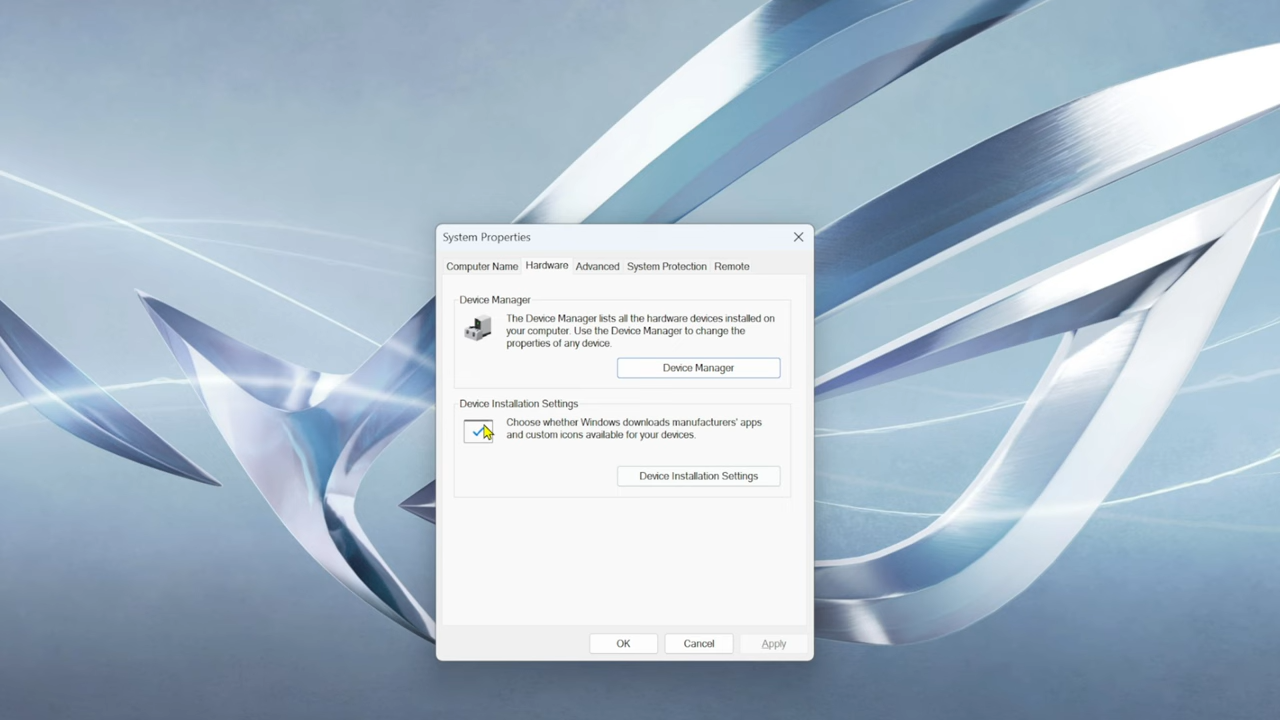 System Properties
Computer Name Hardware Advanced System Protection Remote
Device Manager
The Device Manager lists all the hardware devices installed on
your computer. Use the Device Manager to change the
properties of any device.
Device Manager
Device Installation Settings
Choose whether Windows downloads manufacturers' apps
and custom icons available for your devices.
Device Installation Settings
OK Cancel Apply